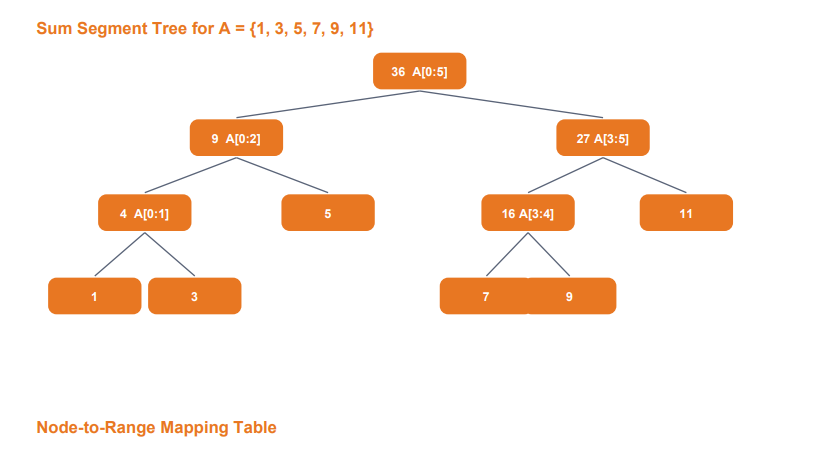 Sum Segment Tree for A = {1, 3, 5, 7, 9, 11}
36 A[0:5]
9 A[0:2]
27 A[3:5]
4 A[0:1]
5
16 A[3:4]
11
1
3
7
9
Node-to-Range Mapping Table